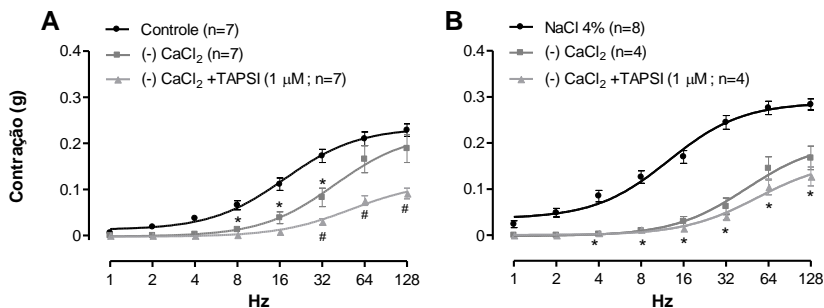 A
Controle (n=7)
(-) CaCl2 (n=7)
(-) CaCl2 +TAPSI (1 μM ; n=7)
Contração (g)
0.4
0.3
0.2
0.1
0
* * *
# # #
1 2 4 8 16 32 64 128
Hz
B
NaCl 4% (n=8)
(-) CaCl2 (n=4)
(-) CaCl2 +TAPSI (1 μM ; n=4)
0.4
0.3
0.2
0.1
0
* * * * * *
1 2 4 8 16 32 64 128
Hz